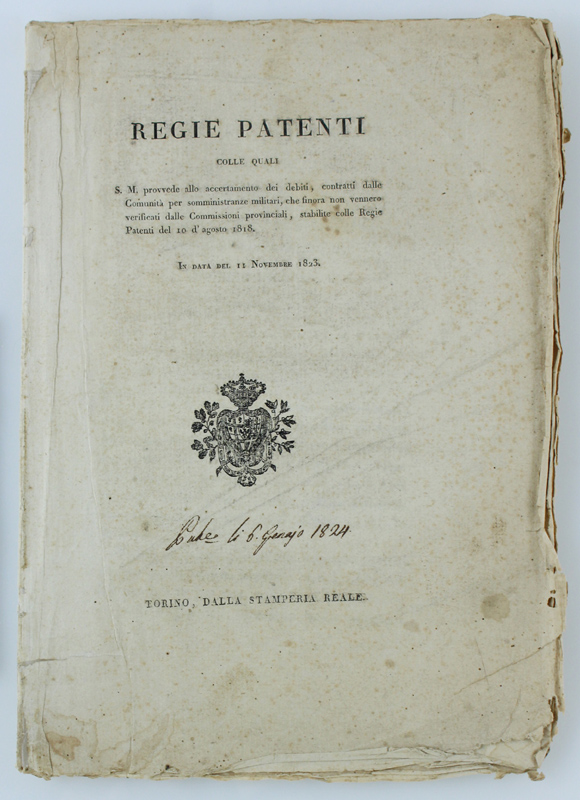 REGIE PATENTI
COLLE QUALI
S. M. provvede allo accertamento dei debiti, contratti dalle
Comunità per somministranze militari, che finora non vennero
verificati dalle Commissioni provinciali, stabilite colle Regie
Patenti del 10 d'agosto 1818.
In data del 11 Novembre 1823.
li 6. Genajo 1824
TORINO, DALLA STAMPERIA REALE.